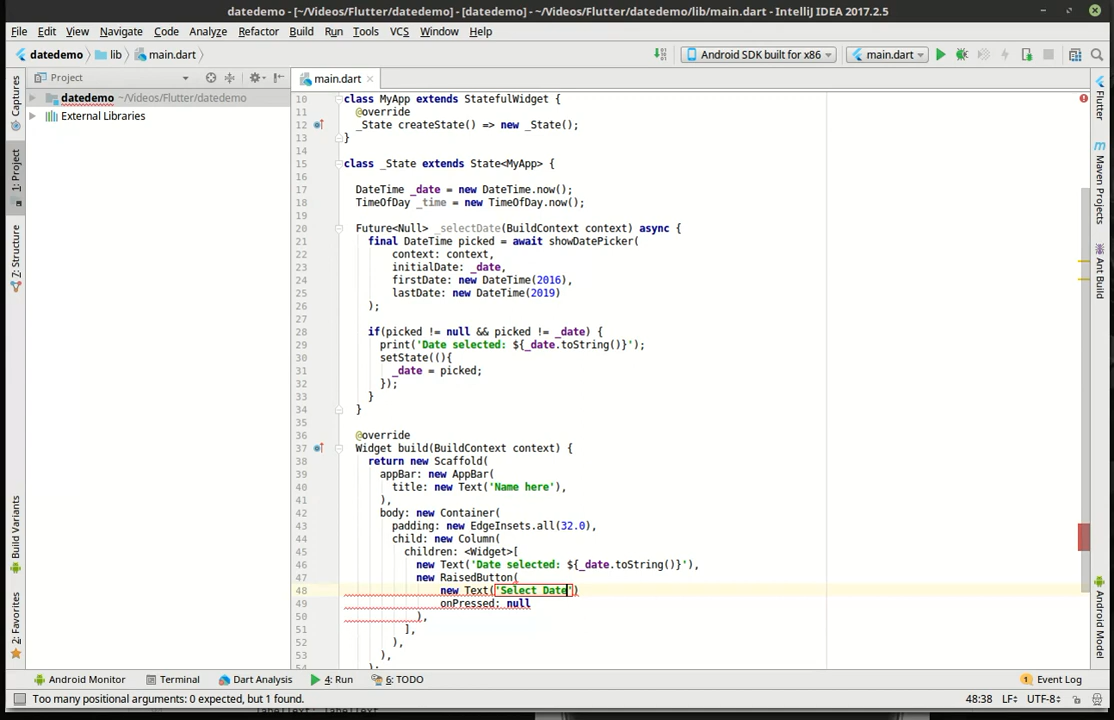 datedemo - [~/Videos/Flutter/datedemo] - [datedemo] - ~/Videos/Flutter/datedemo/lib/main.dart - IntelliJ IDEA 2017.2.5
File Edit View Navigate Code Analyze Refactor Build Run Tools VCS Window Help
datedemo lib main.dart Android SDK built for x86 main.dart
Project main.dart
datedemo ~/Videos/Flutter/datedemo
External Libraries
Captures
1: Project
7: Structure
Build Variants
2: Favorites
10 class MyApp extends StatefulWidget {
11 @override
12 _State createState() => new _State();
13 }
14
15 class _State extends State<MyApp> {
16
17 DateTime _date = new DateTime.now();
18 TimeOfDay _time = new TimeOfDay.now();
19
20 Future<Null> _selectDate(BuildContext context) async {
21 final DateTime picked = await showDatePicker(
22 context: context,
23 initialDate: _date,
24 firstDate: new DateTime(2016),
25 lastDate: new DateTime(2019)
26 );
27
28 if(picked != null && picked != _date) {
29 print('Date selected: ${_date.toString()}');
30 setState((){
31 _date = picked;
32 });
33 }
34 }
35
36 @override
37 Widget build(BuildContext context) {
38 return new Scaffold(
39 appBar: new AppBar(
40 title: new Text('Name here'),
41 ),
42 body: new Container(
43 padding: new EdgeInsets.all(32.0),
44 child: new Column(
45 children: <Widget>[
46 new Text('Date selected: ${_date.toString()}'),
47 new RaisedButton(
48 new Text('Select Date')
49 onPressed: null
50 ),
51 ],
52 ),
53 ),
54 );
Flutter
Maven Projects
Ant Build
Android Model
Android Monitor Terminal Dart Analysis 4: Run 6: TODO 1 Event Log
Too many positional arguments: 0 expected, but 1 found. 48:38 LF÷ UTF-8÷